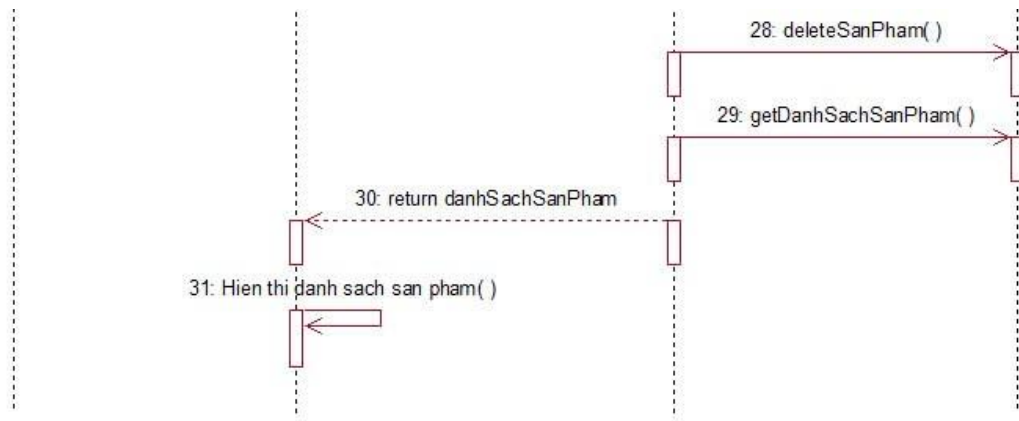 28: deleteSanPham( )
29: getDanhSachSanPham( )
30: return danhSachSanPham
31: Hien thi danh sach san pham( )